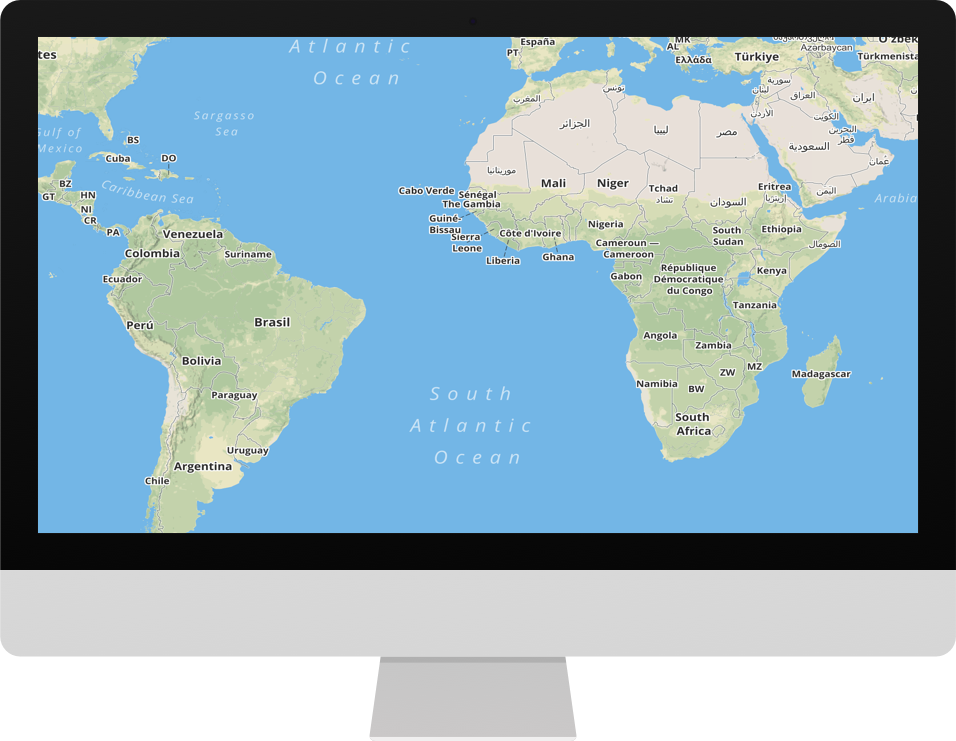 tes
Atlantic
Ocean
Sargasso
Sea
Gulf of
Mexico
BS
Cuba
DO
BZ
GT
HN
NI
CR
PA
Caribbean Sea
Venezuela
Colombia
Suriname
Ecuador
Perú
Brasil
Bolivia
Paraguay
Uruguay
Argentina
Chile
South
Atlantic
Ocean
España
PT
MK
AL
Ελλάδα
Türkiye
Azərbaycan
O'zbek
Türkmenista
تونس
المغرب
الجزائر
ليبيا
مصر
سوريا
لبنان
العراق
ایران
الأردن
الكويت
البحرين
قطر
السعودية
عمان
اليمن
Arabia
موريتانيا
Mali
Niger
Tchad
تشاد
السودان
Eritrea
إرتريا
Cabo Verde
Sénégal
The Gambia
Guiné-
Bissau
Sierra
Leone
Liberia
Côte d'Ivoire
Ghana
Nigeria
Cameroun —
Cameroon
South
Sudan
Ethiopia
الصومال
Gabon
République
Démocratique
du Congo
Kenya
Tanzania
Angola
Zambia
ZW
MZ
Madagascar
Namibia
BW
South
Africa